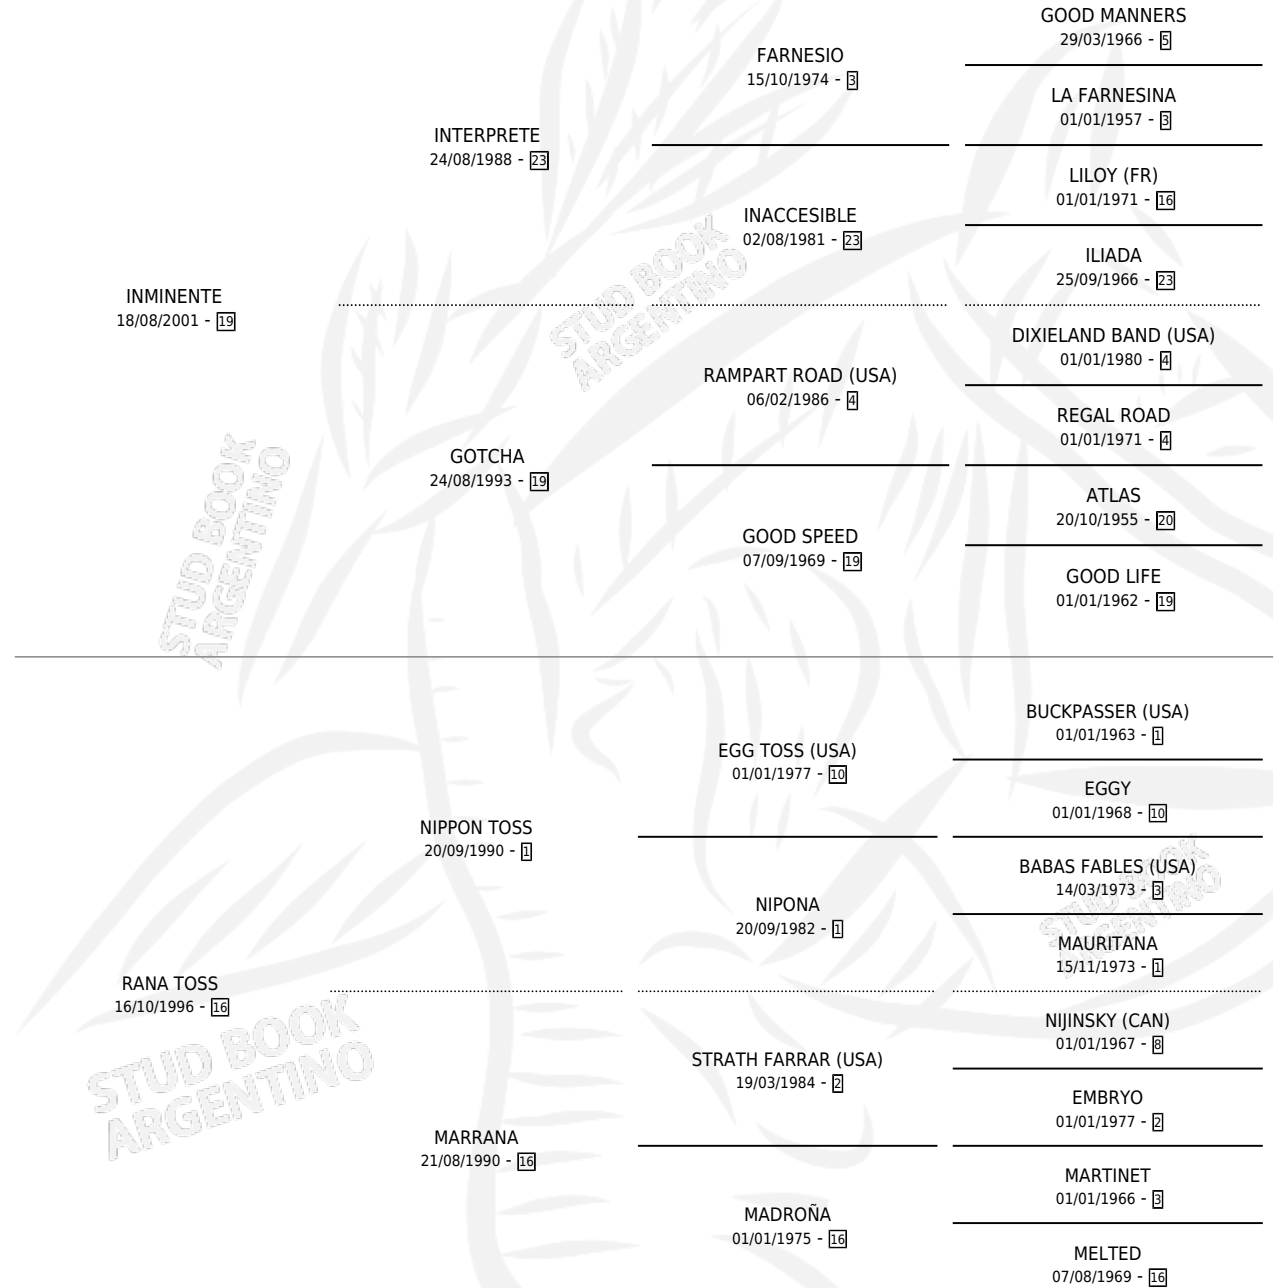 GOOD MANNERS
29/03/1966 - 5
FARNESIO
15/10/1974 - 3
LA FARNESINA
01/01/1957 - 3
INTERPRETE
24/08/1988 - 23
LILOY (FR)
01/01/1971 - 16
INACCESIBLE
02/08/1981 - 23
ILIADA
25/09/1966 - 23
INMINENTE
18/08/2001 - 19
DIXIELAND BAND (USA)
01/01/1980 - 4
RAMPART ROAD (USA)
06/02/1986 - 4
REGAL ROAD
01/01/1971 - 4
GOTCHA
24/08/1993 - 19
ATLAS
20/10/1955 - 20
GOOD SPEED
07/09/1969 - 19
GOOD LIFE
01/01/1962 - 19
BUCKPASSER (USA)
01/01/1963 - 1
EGG TOSS (USA)
01/01/1977 - 10
EGGY
01/01/1968 - 10
NIPPON TOSS
20/09/1990 - 1
BABAS FABLES (USA)
14/03/1973 - 3
NIPONA
20/09/1982 - 1
MAURITANA
15/11/1973 - 1
RANA TOSS
16/10/1996 - 16
NIJINSKY (CAN)
01/01/1967 - 8
STRATH FARRAR (USA)
19/03/1984 - 2
EMBRYO
01/01/1977 - 2
MARRANA
21/08/1990 - 16
MARTINET
01/01/1966 - 3
MADROÑA
01/01/1975 - 16
MELTED
07/08/1969 - 16
STUD BOOK
ARGENTINO
STUD BOOK
ARGENTINO
STUD BOOK
ARGENTINO
STUD BOOK
ARGENTINO